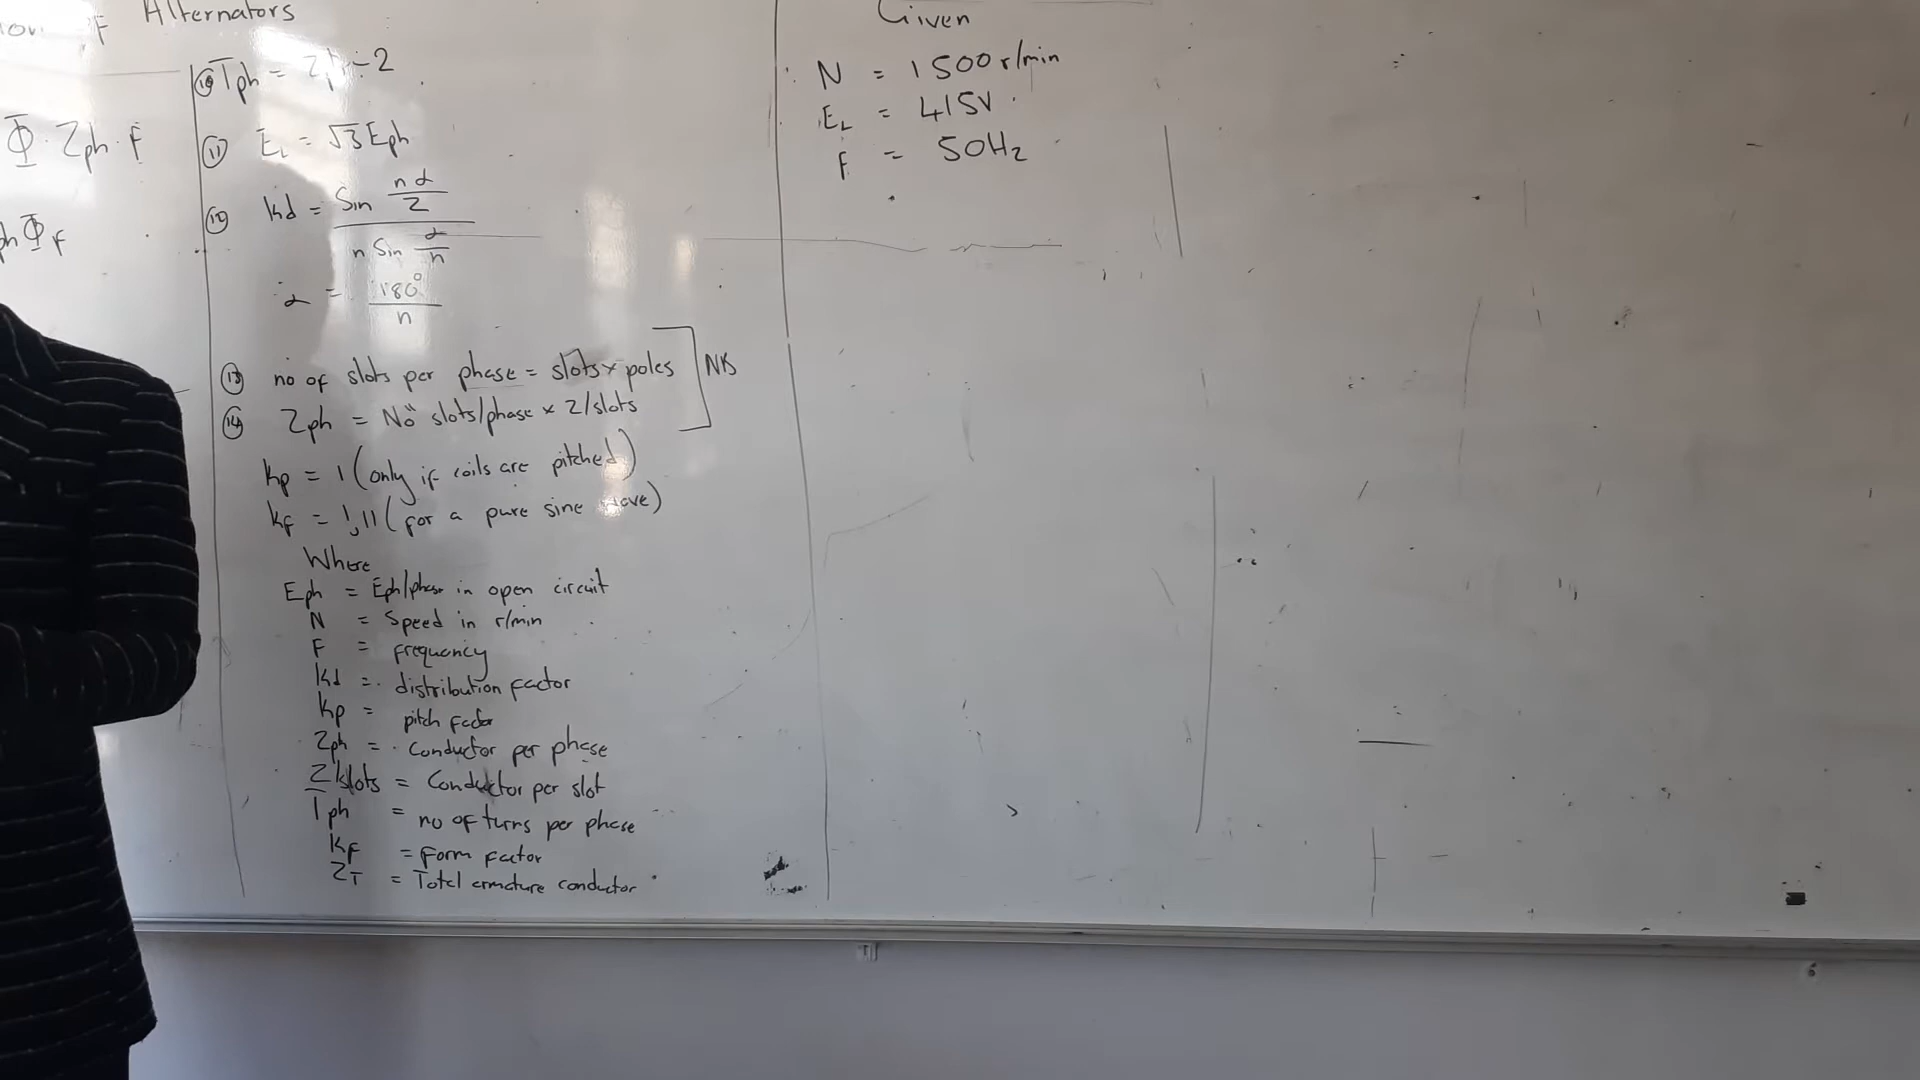 Alternators
⑩ Tph = Zph ÷ 2
Φ · Zph · F
⑪ EL = √3 Eph
⑫ Kd = Sin nα/2
n Sin α/n
phΦF
α = 180°/n
⑬ no of slots per phase = slots × poles
NB
⑭ Zph = No slots/phase × Z/slots
Kp = 1 (only if coils are pitched)
KF = 1,11 (for a pure sine wave)
Where
Eph = Eph/phase in open circuit
N = Speed in r/min
F = frequency
Kd = distribution factor
Kp = pitch factor
Zph = Conductor per phase
Z/slots = Conductor per slot
Tph = no of turns per phase
KF = form factor
ZT = Total armature conductor
Given
N = 1500 r/min
EL = 415V
F = 50Hz